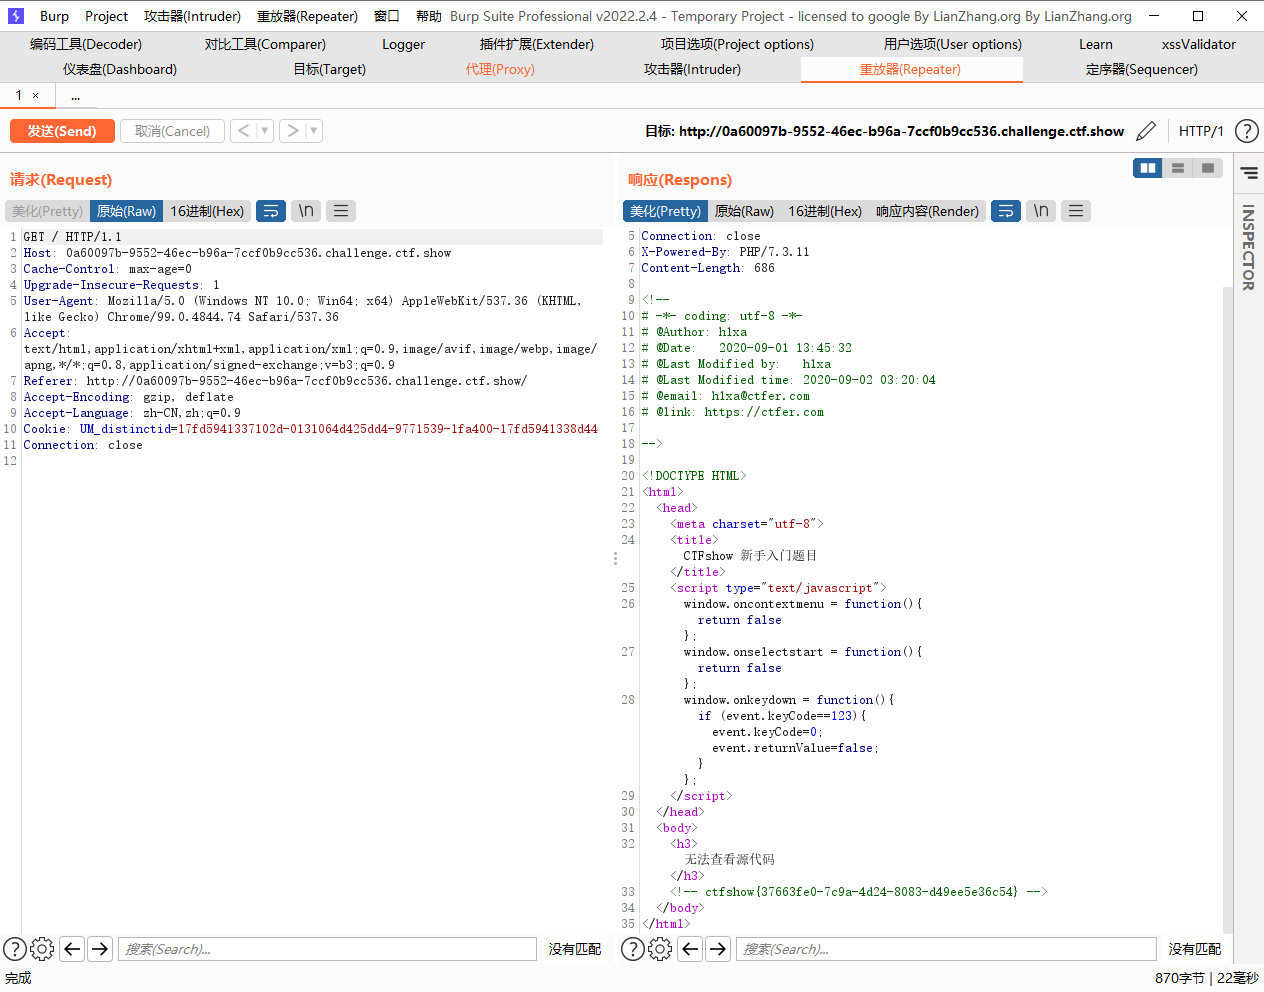 Burp Project 攻击器(Intruder) 重放器(Repeater) 窗口 帮助 Burp Suite Professional v2022.2.4 - Temporary Project - licensed to google By LianZhang.org By LianZhang.org
编码工具(Decoder) 对比工具(Comparer) Logger 插件扩展(Extender) 项目选项(Project options) 用户选项(User options) Learn xssValidator
仪表盘(Dashboard) 目标(Target) 代理(Proxy) 攻击器(Intruder) 重放器(Repeater) 定序器(Sequencer)
1 × ...
发送(Send) 取消(Cancel) < > 目标: http://0a60097b-9552-46ec-b96a-7ccf0b9cc536.challenge.ctf.show HTTP/1 ?
请求(Request)
美化(Pretty) 原始(Raw) 16进制(Hex) \n
1 GET / HTTP/1.1
2 Host: 0a60097b-9552-46ec-b96a-7ccf0b9cc536.challenge.ctf.show
3 Cache-Control: max-age=0
4 Upgrade-Insecure-Requests: 1
5 User-Agent: Mozilla/5.0 (Windows NT 10.0; Win64; x64) AppleWebKit/537.36 (KHTML,
like Gecko) Chrome/99.0.4844.74 Safari/537.36
6 Accept:
text/html,application/xhtml+xml,application/xml;q=0.9,image/avif,image/webp,image/
apng,*/*;q=0.8,application/signed-exchange;v=b3;q=0.9
7 Referer: http://0a60097b-9552-46ec-b96a-7ccf0b9cc536.challenge.ctf.show/
8 Accept-Encoding: gzip, deflate
9 Accept-Language: zh-CN,zh;q=0.9
10 Cookie: UM_distinctid=17fd5941337102d-0131064d425dd4-9771539-1fa400-17fd5941338d44
11 Connection: close
12
响应(Respons)
美化(Pretty) 原始(Raw) 16进制(Hex) 响应内容(Render) \n
5 Connection: close
6 X-Powered-By: PHP/7.3.11
7 Content-Length: 686
8
9 <!--
10 # -*- coding: utf-8 -*-
11 # @Author: h1xa
12 # @Date:   2020-09-01 13:45:32
13 # @Last Modified by:   h1xa
14 # @Last Modified time: 2020-09-02 03:20:04
15 # @email: h1xa@ctfer.com
16 # @link: https://ctfer.com
17
18 -->
19
20 <!DOCTYPE HTML>
21 <html>
22 <head>
23 <meta charset="utf-8">
24 <title>
CTFshow 新手入门题目
</title>
25 <script type="text/javascript">
26 window.oncontextmenu = function(){
return false
};
27 window.onselectstart = function(){
return false
};
28 window.onkeydown = function(){
if (event.keyCode==123){
event.keyCode=0;
event.returnValue=false;
}
};
29 </script>
30 </head>
31 <body>
32 <h3>
无法查看源代码
</h3>
33 <!-- ctfshow{37663fe0-7c9a-4d24-8083-d49ee5e36c54} -->
34 </body>
35 </html>
INSPECTOR
? 搜索(Search)... 没有匹配 ? 搜索(Search)... 没有匹配
完成 870字节 | 22毫秒